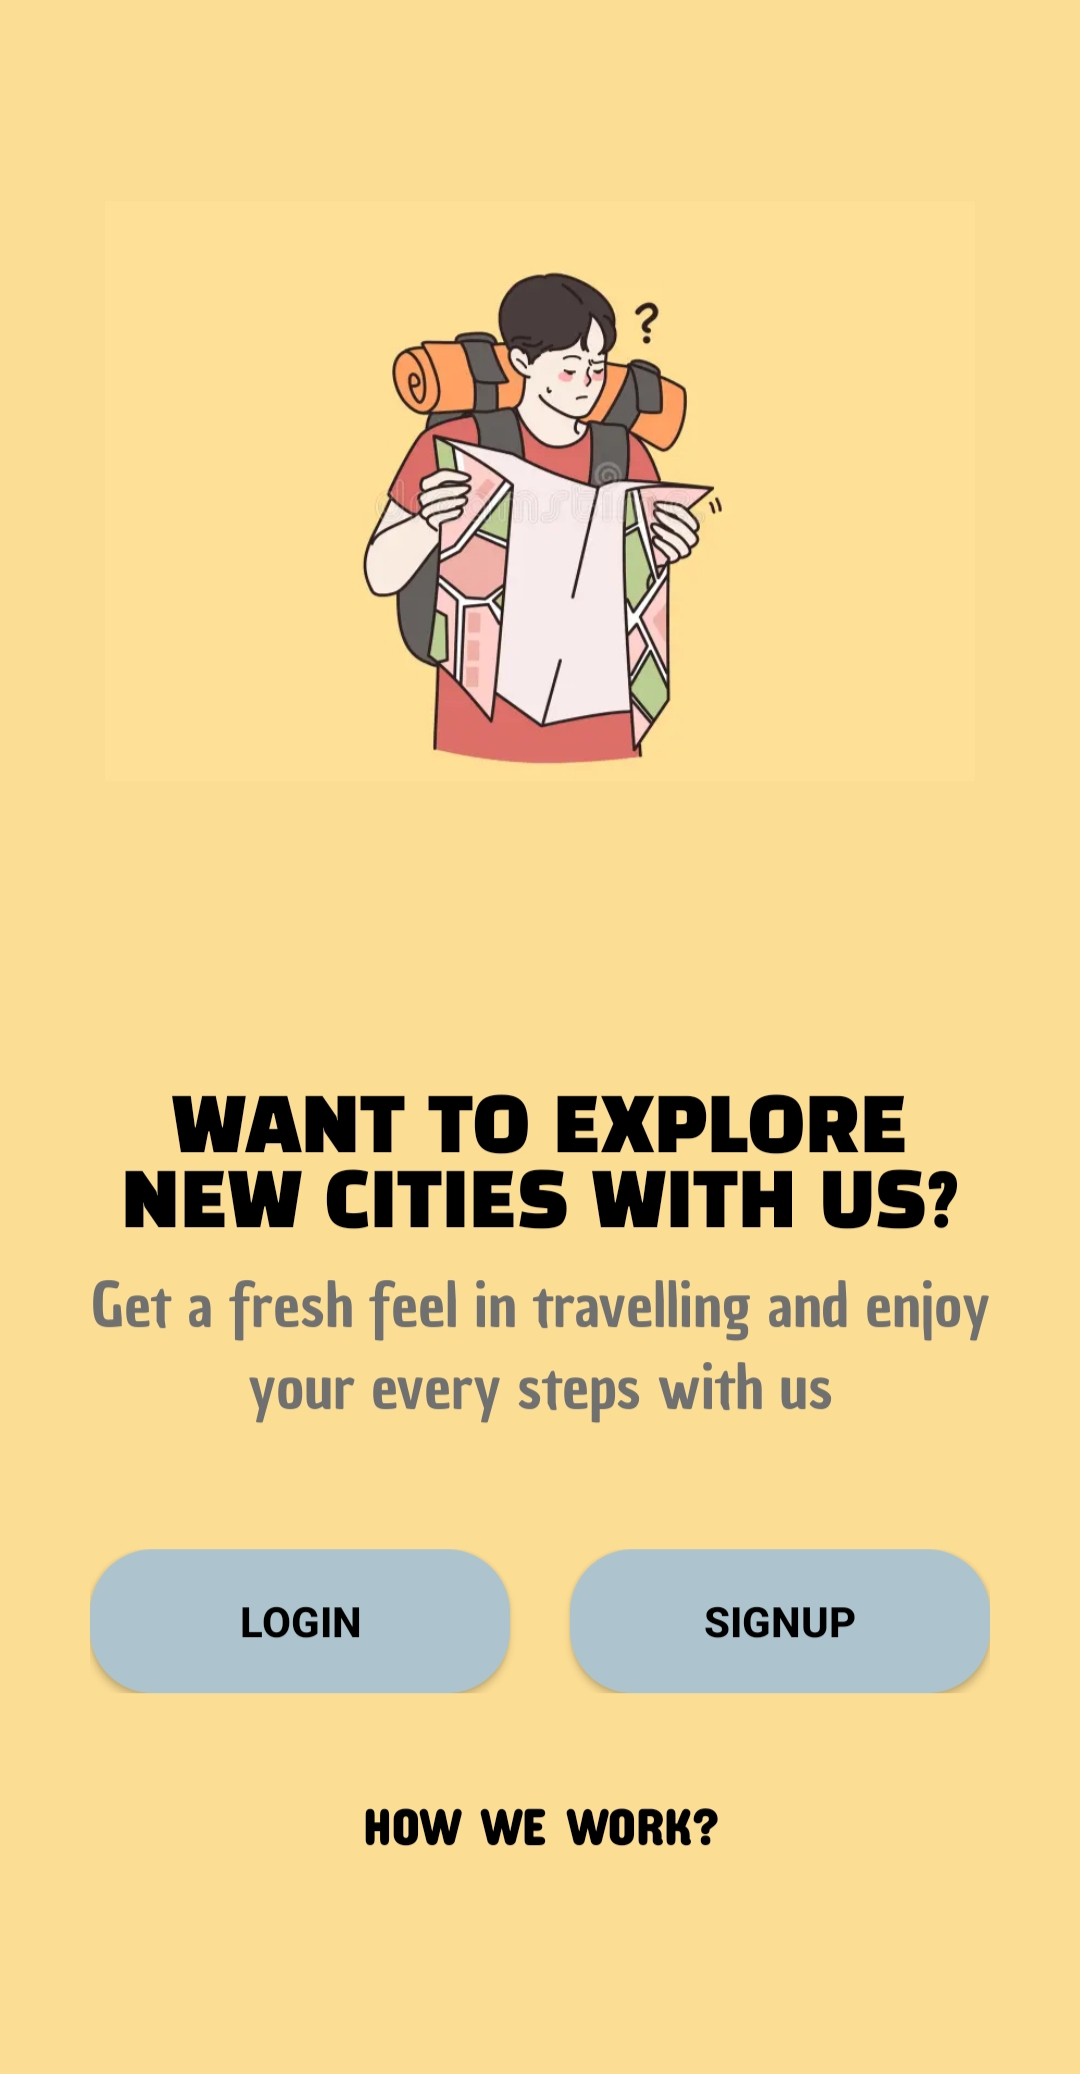 ?
dreamstime
WANT TO EXPLORE
NEW CITIES WITH US?
Get a fresh feel in travelling and enjoy
your every steps with us
LOGIN
SIGNUP
HOW WE WORK?